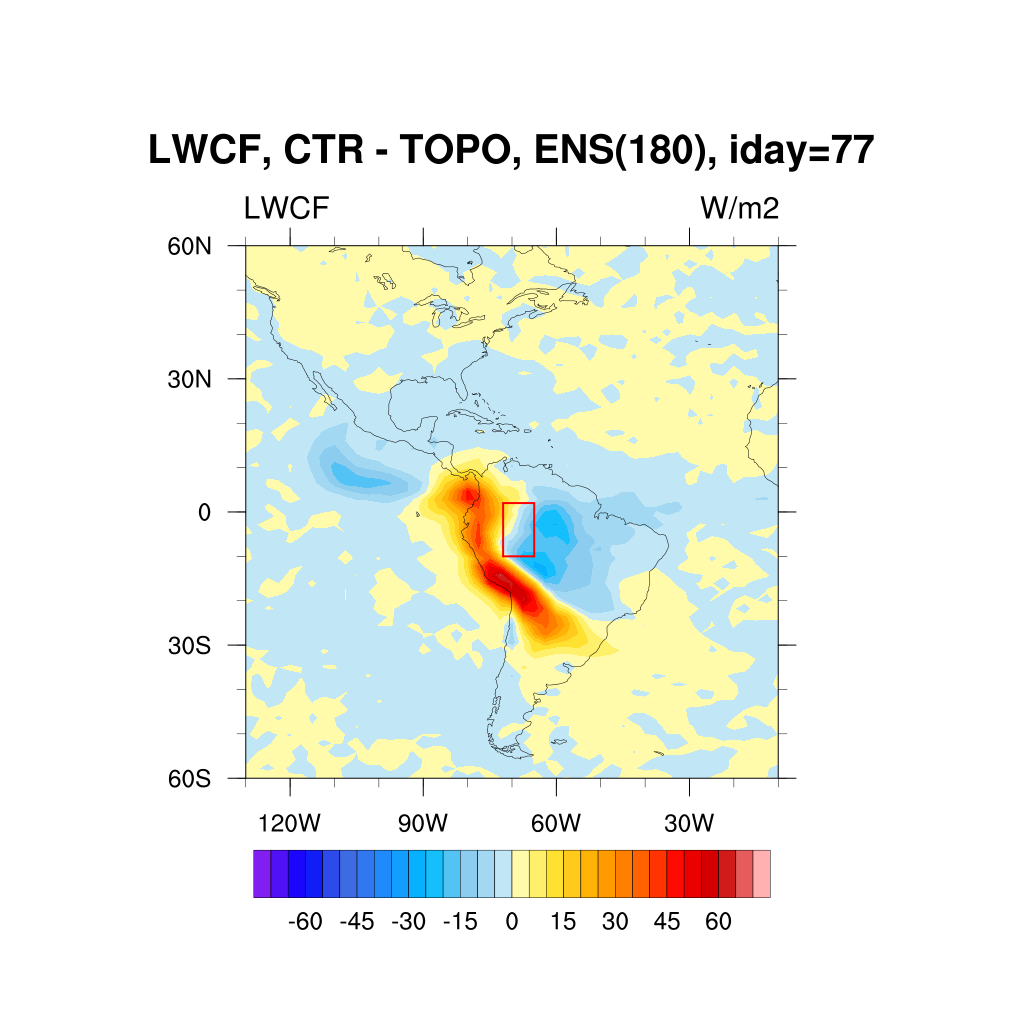 LWCF, CTR - TOPO, ENS(180), iday=77
LWCF W/m2
60N
30N
0
30S
60S
120W 90W 60W 30W
-60 -45 -30 -15 0 15 30 45 60